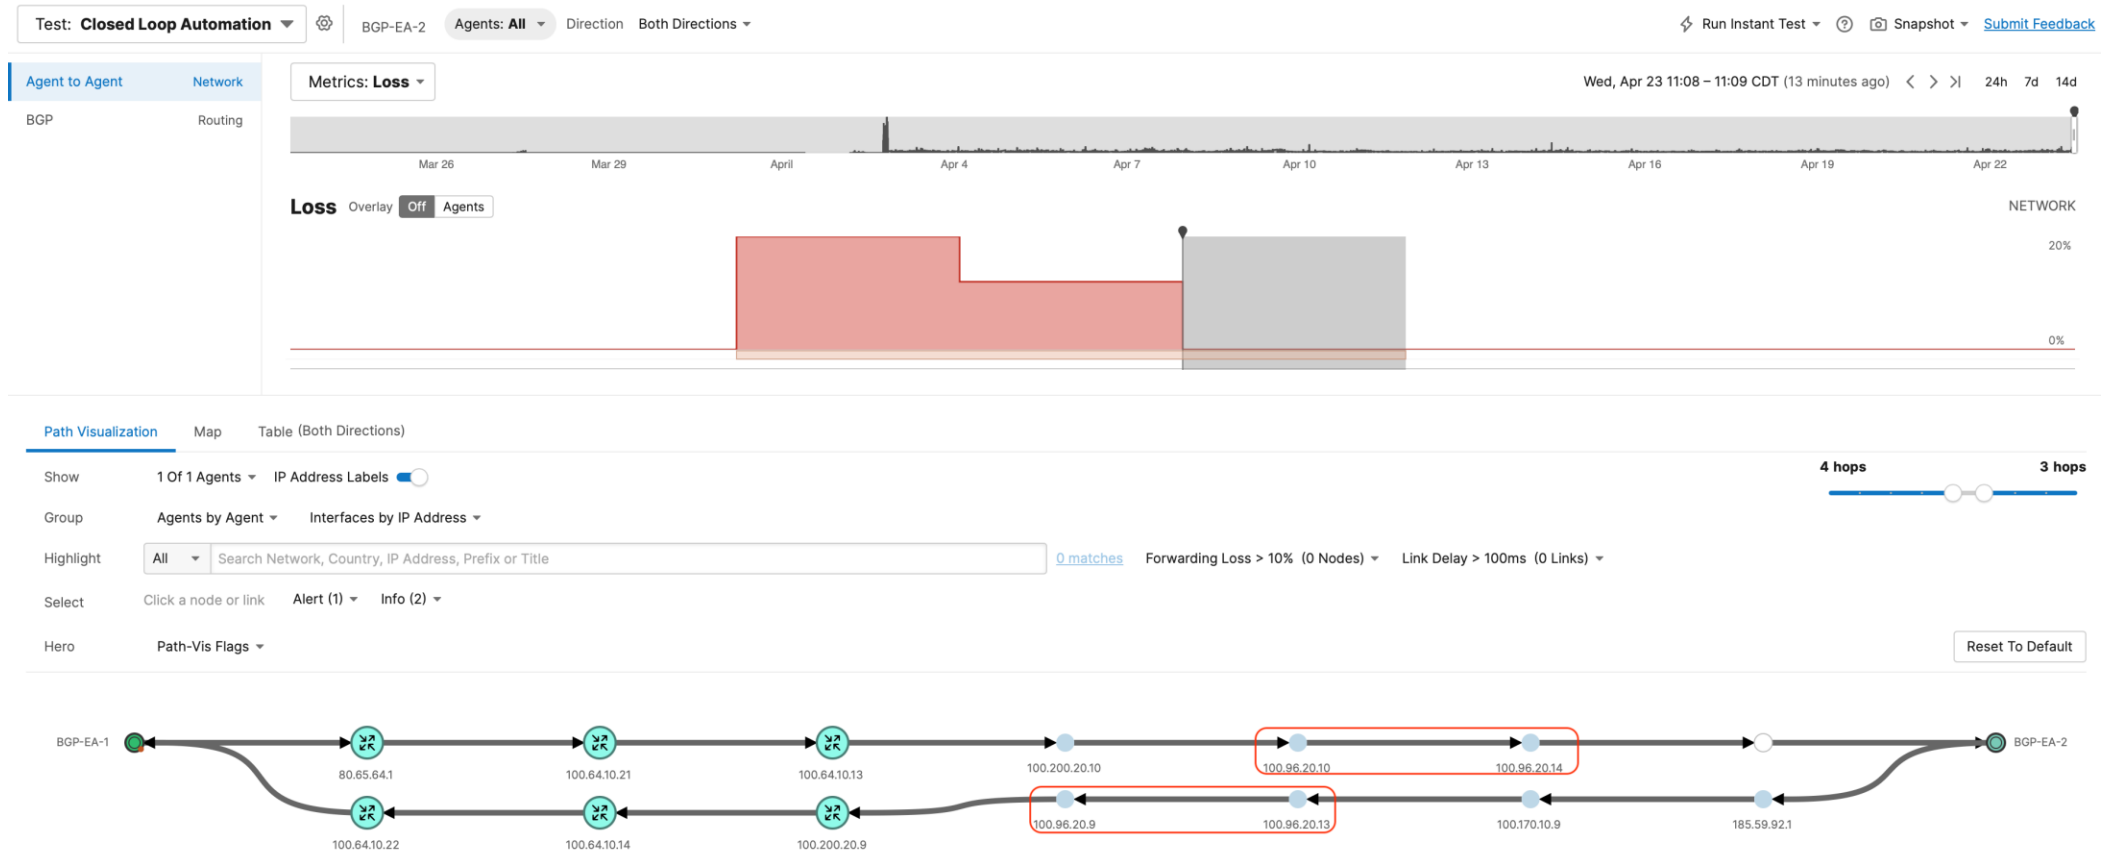 Test: Closed Loop Automation BGP-EA-2 Agents: All Direction Both Directions Run Instant Test Snapshot Submit Feedback
Agent to Agent Network
BGP Routing
Metrics: Loss
Wed, Apr 23 11:08 – 11:09 CDT (13 minutes ago) 24h 7d 14d
Mar 26 Mar 29 April Apr 4 Apr 7 Apr 10 Apr 13 Apr 16 Apr 19 Apr 22
Loss Overlay Off Agents NETWORK
20%
0%
Path Visualization Map Table (Both Directions)
Show 1 Of 1 Agents IP Address Labels
4 hops 3 hops
Group Agents by Agent Interfaces by IP Address
Highlight All Search Network, Country, IP Address, Prefix or Title 0 matches Forwarding Loss > 10% (0 Nodes) Link Delay > 100ms (0 Links)
Select Click a node or link Alert (1) Info (2)
Hero Path-Vis Flags Reset To Default
BGP-EA-1 BGP-EA-2
80.65.64.1 100.64.10.21 100.64.10.13 100.200.20.10 100.96.20.10 100.96.20.14
100.96.20.9 100.96.20.13 100.170.10.9 185.59.92.1
100.64.10.22 100.64.10.14 100.200.20.9